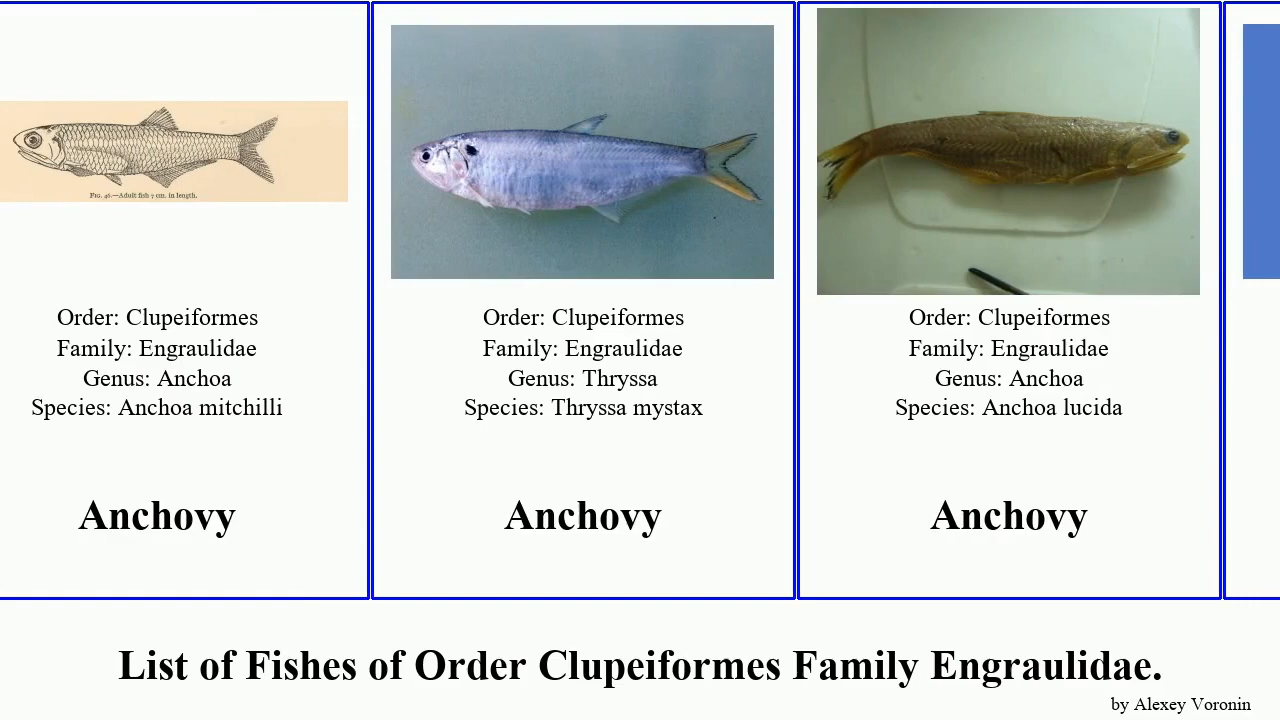 FIG. 46.—Adult fish 7 cm. in length.
Order: Clupeiformes
Family: Engraulidae
Genus: Anchoa
Species: Anchoa mitchilli
Anchovy
Order: Clupeiformes
Family: Engraulidae
Genus: Thryssa
Species: Thryssa mystax
Anchovy
Order: Clupeiformes
Family: Engraulidae
Genus: Anchoa
Species: Anchoa lucida
Anchovy
List of Fishes of Order Clupeiformes Family Engraulidae.
by Alexey Voronin